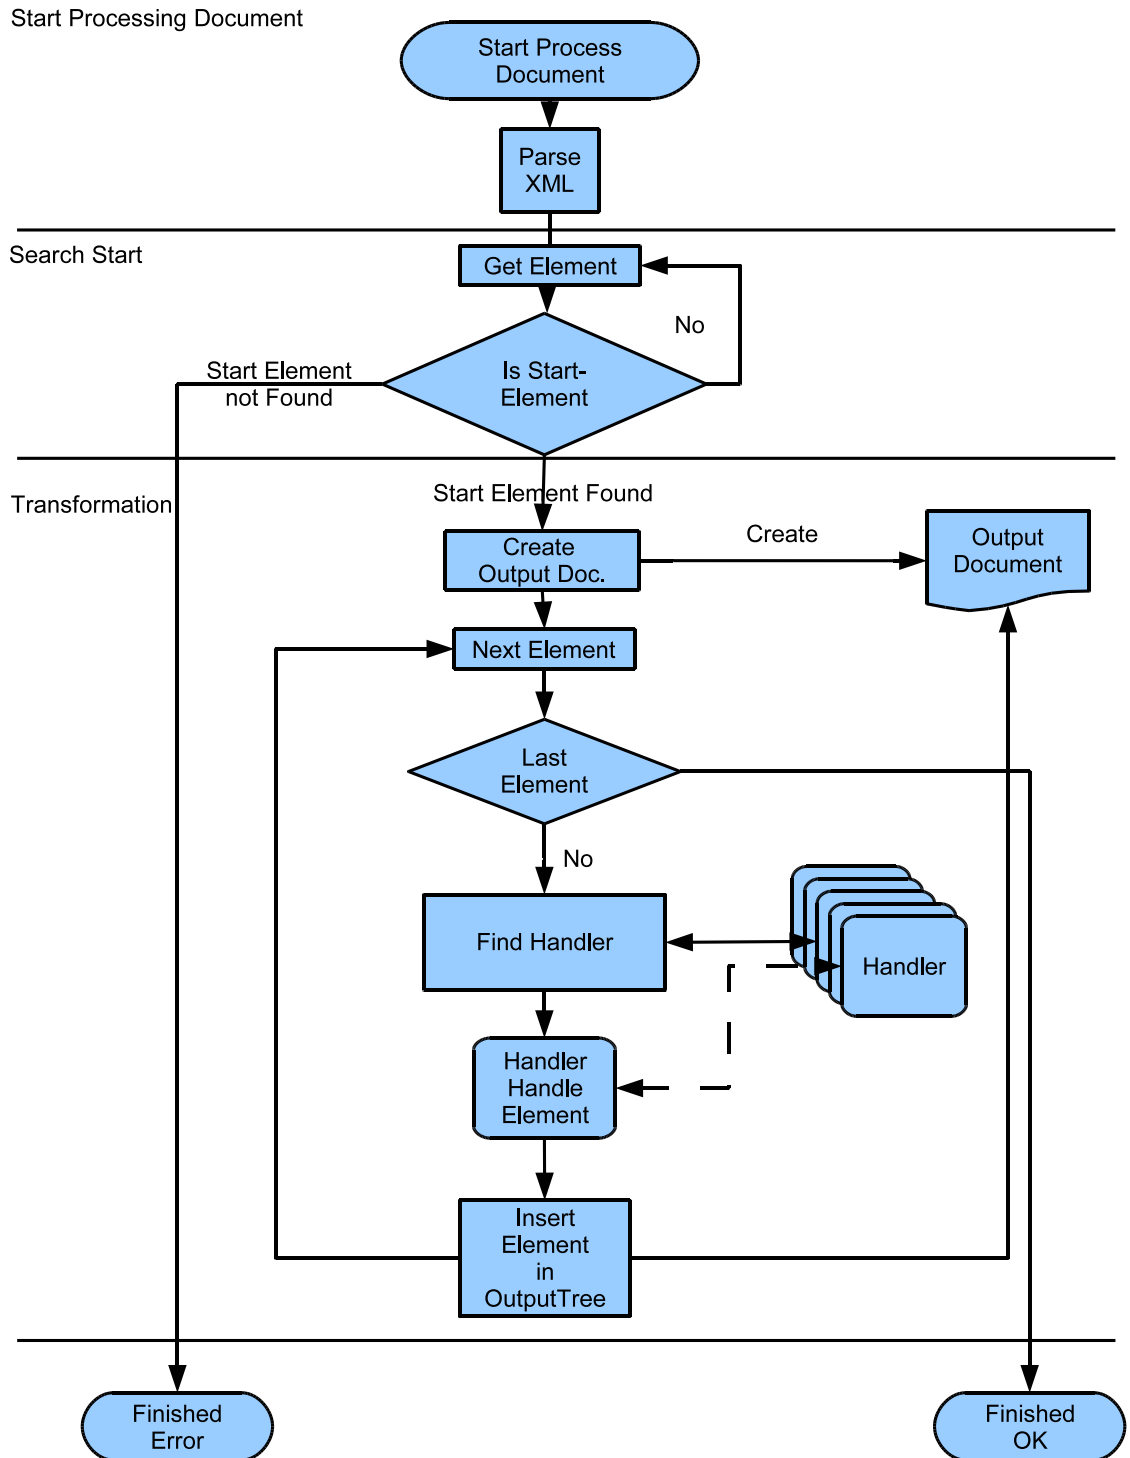 Start Processing Document
Start Process
Document
Parse
XML
Search Start
Get Element
No
Start Element
not Found
Is Start-
Element
Transformation
Start Element Found
Create
Output Doc.
Create
Output
Document
Next Element
Last
Element
No
Find Handler
Handler
Handler
Handle
Element
Insert
Element
in
OutputTree
Finished
Error
Finished
OK